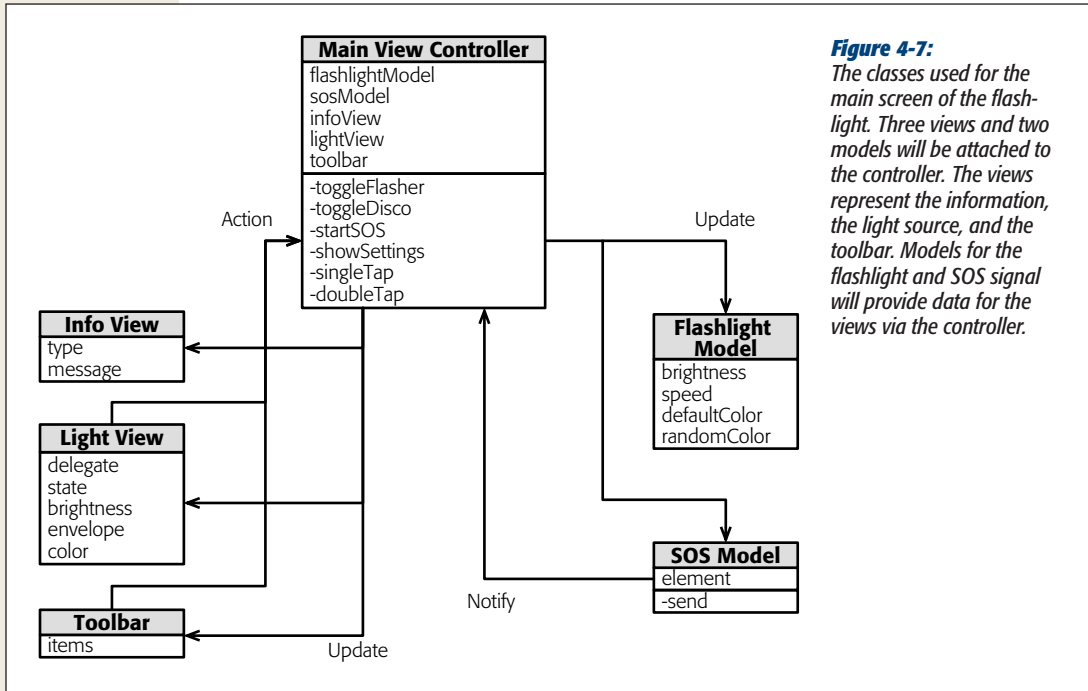 Main View Controller
flashlightModel
sosModel
infoView
lightView
toolbar
-toggleFlasher
-toggleDisco
-startSOS
-showSettings
-singleTap
-doubleTap
Action
Update
Info View
type
message
Light View
delegate
state
brightness
envelope
color
Toolbar
items
Update
Notify
Flashlight
Model
brightness
speed
defaultColor
randomColor
SOS Model
element
-send
Figure 4-7:
The classes used for the
main screen of the flash-
light. Three views and two
models will be attached to
the controller. The views
represent the information,
the light source, and the
toolbar. Models for the
flashlight and SOS signal
will provide data for the
views via the controller.